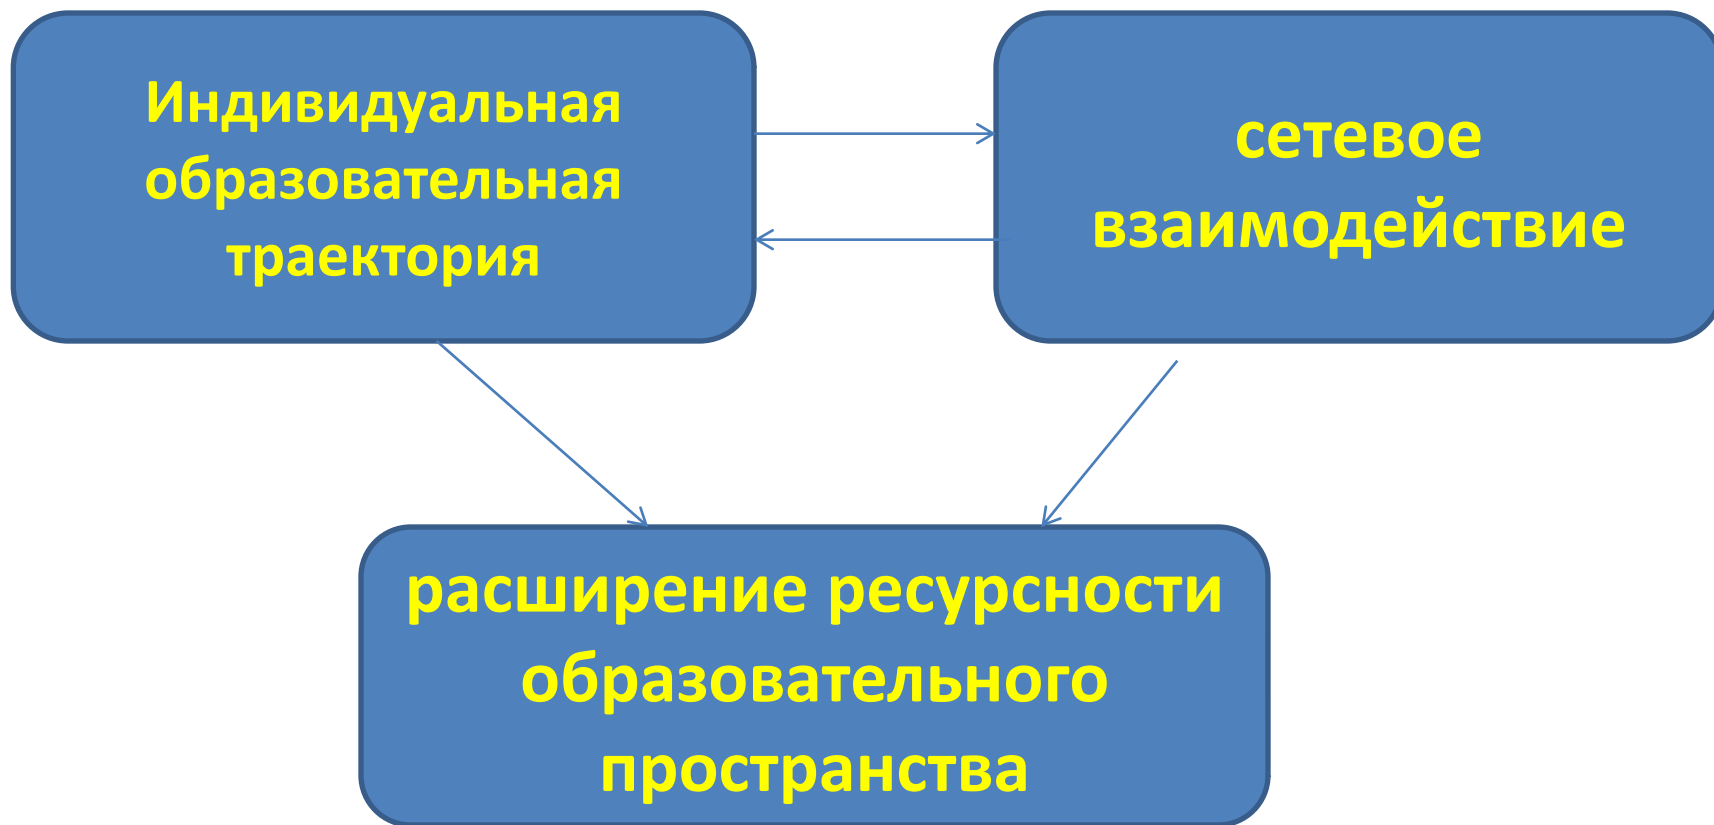 Индивидуальная
образовательная
траектория
сетевое
взаимодействие
расширение ресурсности
образовательного
пространства